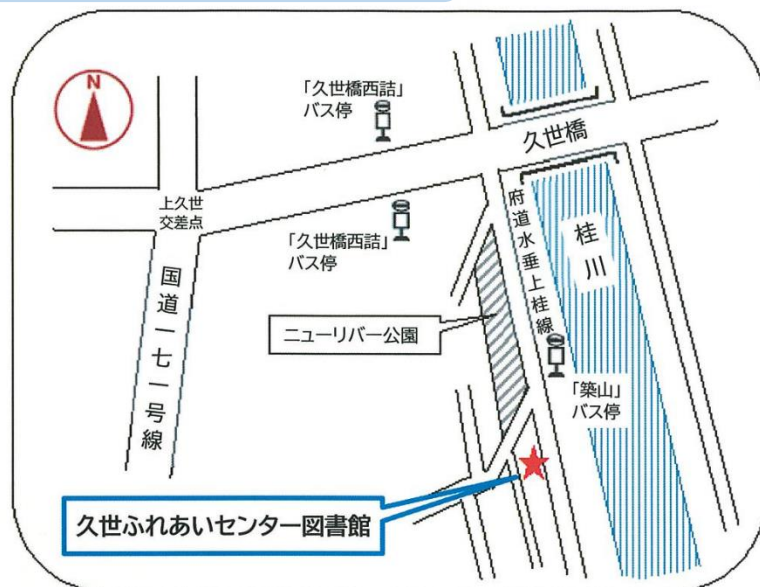 N
「久世橋西詰」
バス停
久世橋
上久世
交差点
「久世橋西詰」
バス停
府道水垂上桂線
桂川
国道一七一号線
ニューリバー公園
「築山」
バス停
久世ふれあいセンター図書館